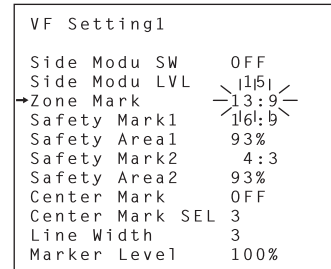 VF Setting1
Side Modu SW OFF
Side Modu LVL 15
→Zone Mark 13:9
Safety Mark1 16:9
Safety Area1 93%
Safety Mark2 4:3
Safety Area2 93%
Center Mark OFF
Center Mark SEL 3
Line Width 3
Marker Level 100%